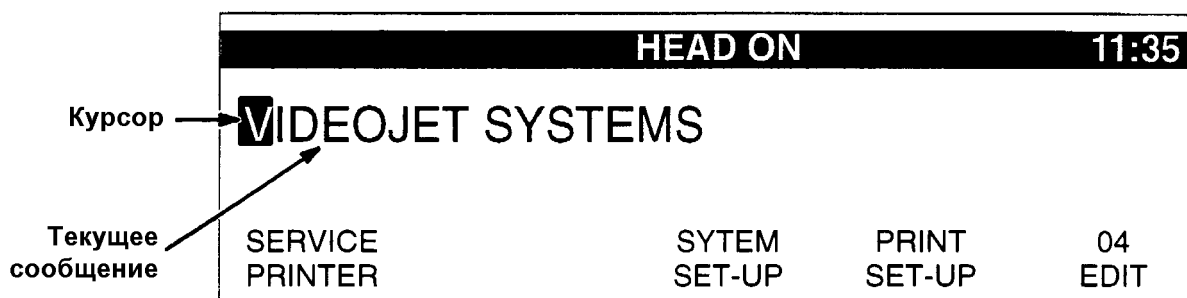 HEAD ON 11:35
Курсор VIDEOJET SYSTEMS
Текущее SERVICE SYTEM PRINT 04
сообщение PRINTER SET-UP SET-UP EDIT